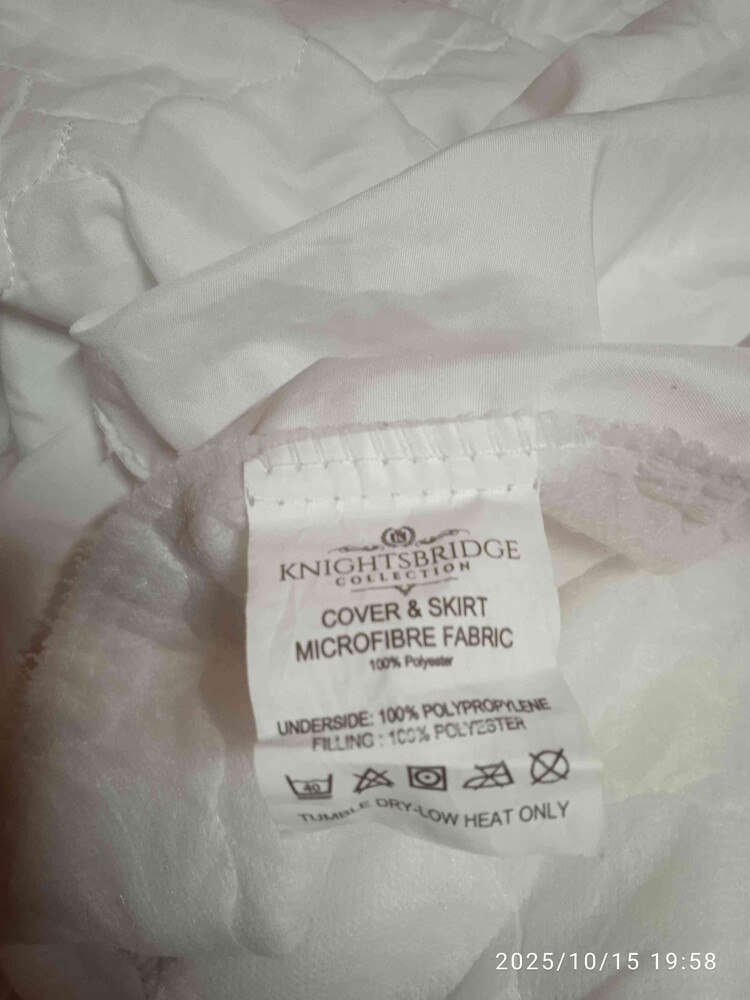 KNIGHTSBRIDGE
COLLECTION
COVER & SKIRT
MICROFIBRE FABRIC
100% Polyester
UNDERSIDE: 100% POLYPROPYLENE
FILLING : 100% POLYESTER
40
TUMBLE DRY-LOW HEAT ONLY
2025/10/15 19:58